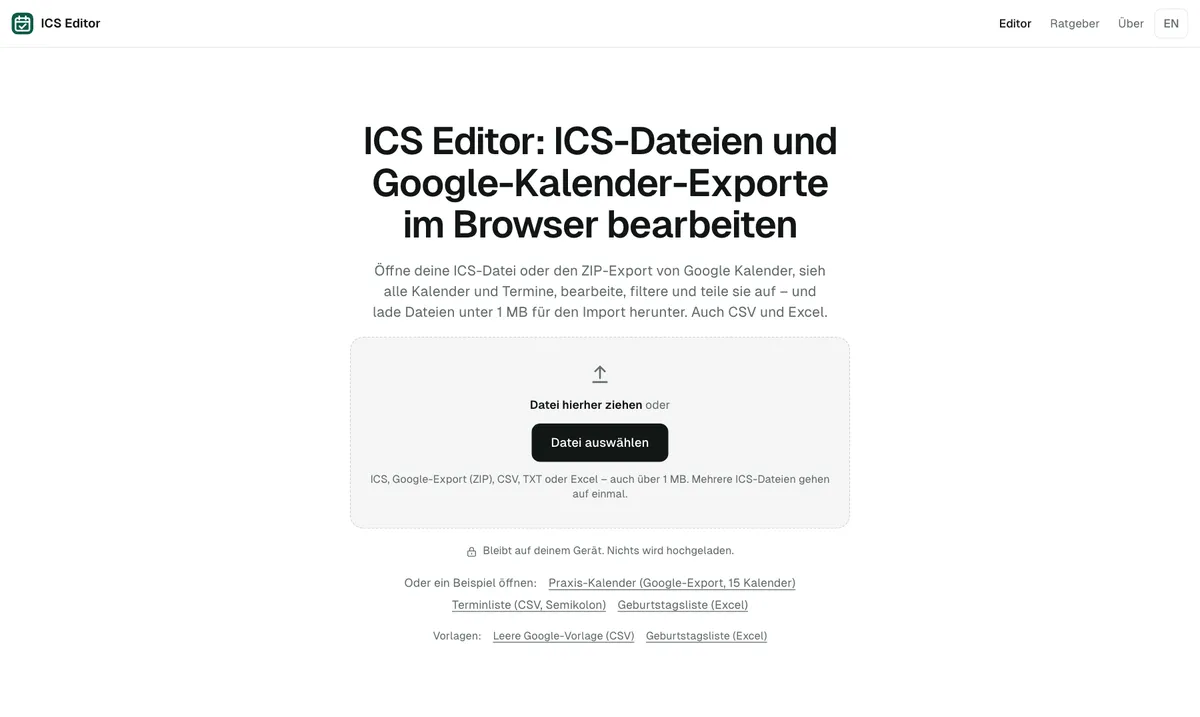 ICS Editor
Editor
Ratgeber
Über
EN
ICS Editor: ICS-Dateien und
Google-Kalender-Exporte
im Browser bearbeiten
Öffne deine ICS-Datei oder den ZIP-Export von Google Kalender, sieh
alle Kalender und Termine, bearbeite, filtere und teile sie auf – und
lade Dateien unter 1 MB für den Import herunter. Auch CSV und Excel.
Datei hierher ziehen oder
Datei auswählen
ICS, Google-Export (ZIP), CSV, TXT oder Excel – auch über 1 MB. Mehrere ICS-Dateien gehen
auf einmal.
Bleibt auf deinem Gerät. Nichts wird hochgeladen.
Oder ein Beispiel öffnen: Praxis-Kalender (Google-Export, 15 Kalender)
Terminliste (CSV, Semikolon) Geburtstagsliste (Excel)
Vorlagen: Leere Google-Vorlage (CSV) Geburtstagsliste (Excel)